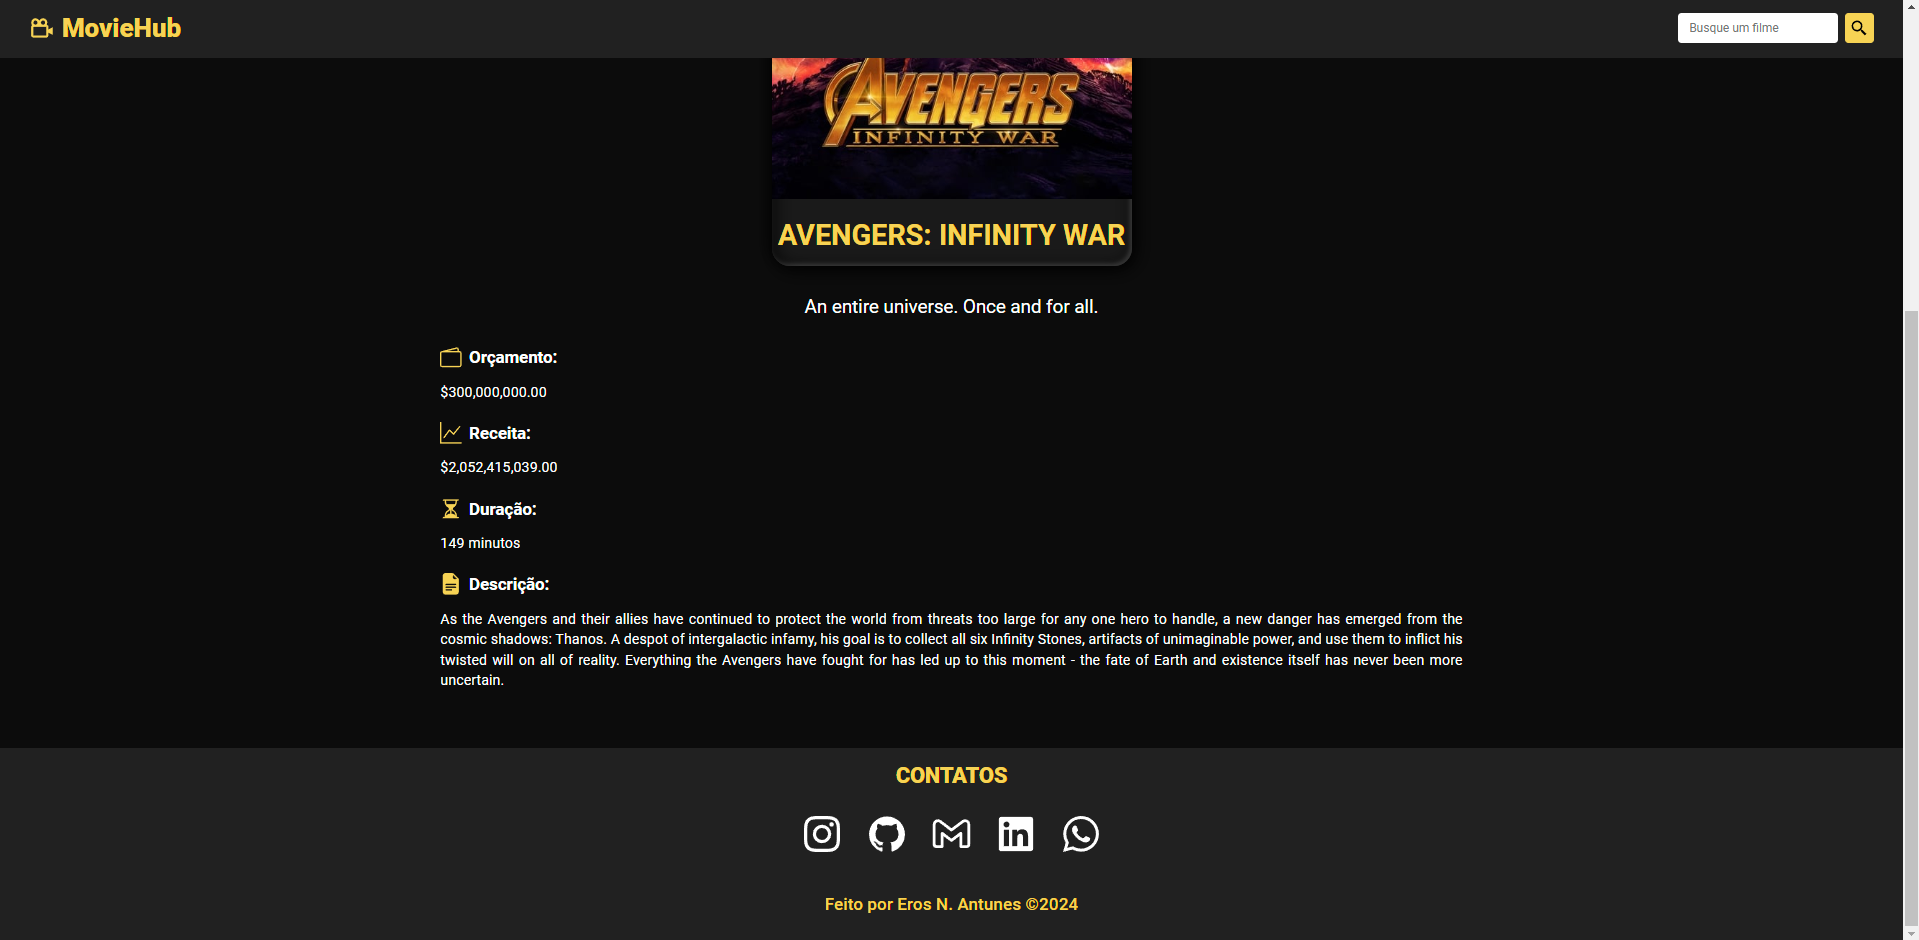 MovieHub
Busque um filme
AVENGERS
INFINITY WAR
AVENGERS: INFINITY WAR
An entire universe. Once and for all.
Orçamento:
$300,000,000.00
Receita:
$2,052,415,039.00
Duração:
149 minutos
Descrição:
As the Avengers and their allies have continued to protect the world from threats too large for any one hero to handle, a new danger has emerged from the
cosmic shadows: Thanos. A despot of intergalactic infamy, his goal is to collect all six Infinity Stones, artifacts of unimaginable power, and use them to inflict his
twisted will on all of reality. Everything the Avengers have fought for has led up to this moment - the fate of Earth and existence itself has never been more
uncertain.
CONTATOS
Feito por Eros N. Antunes ©2024